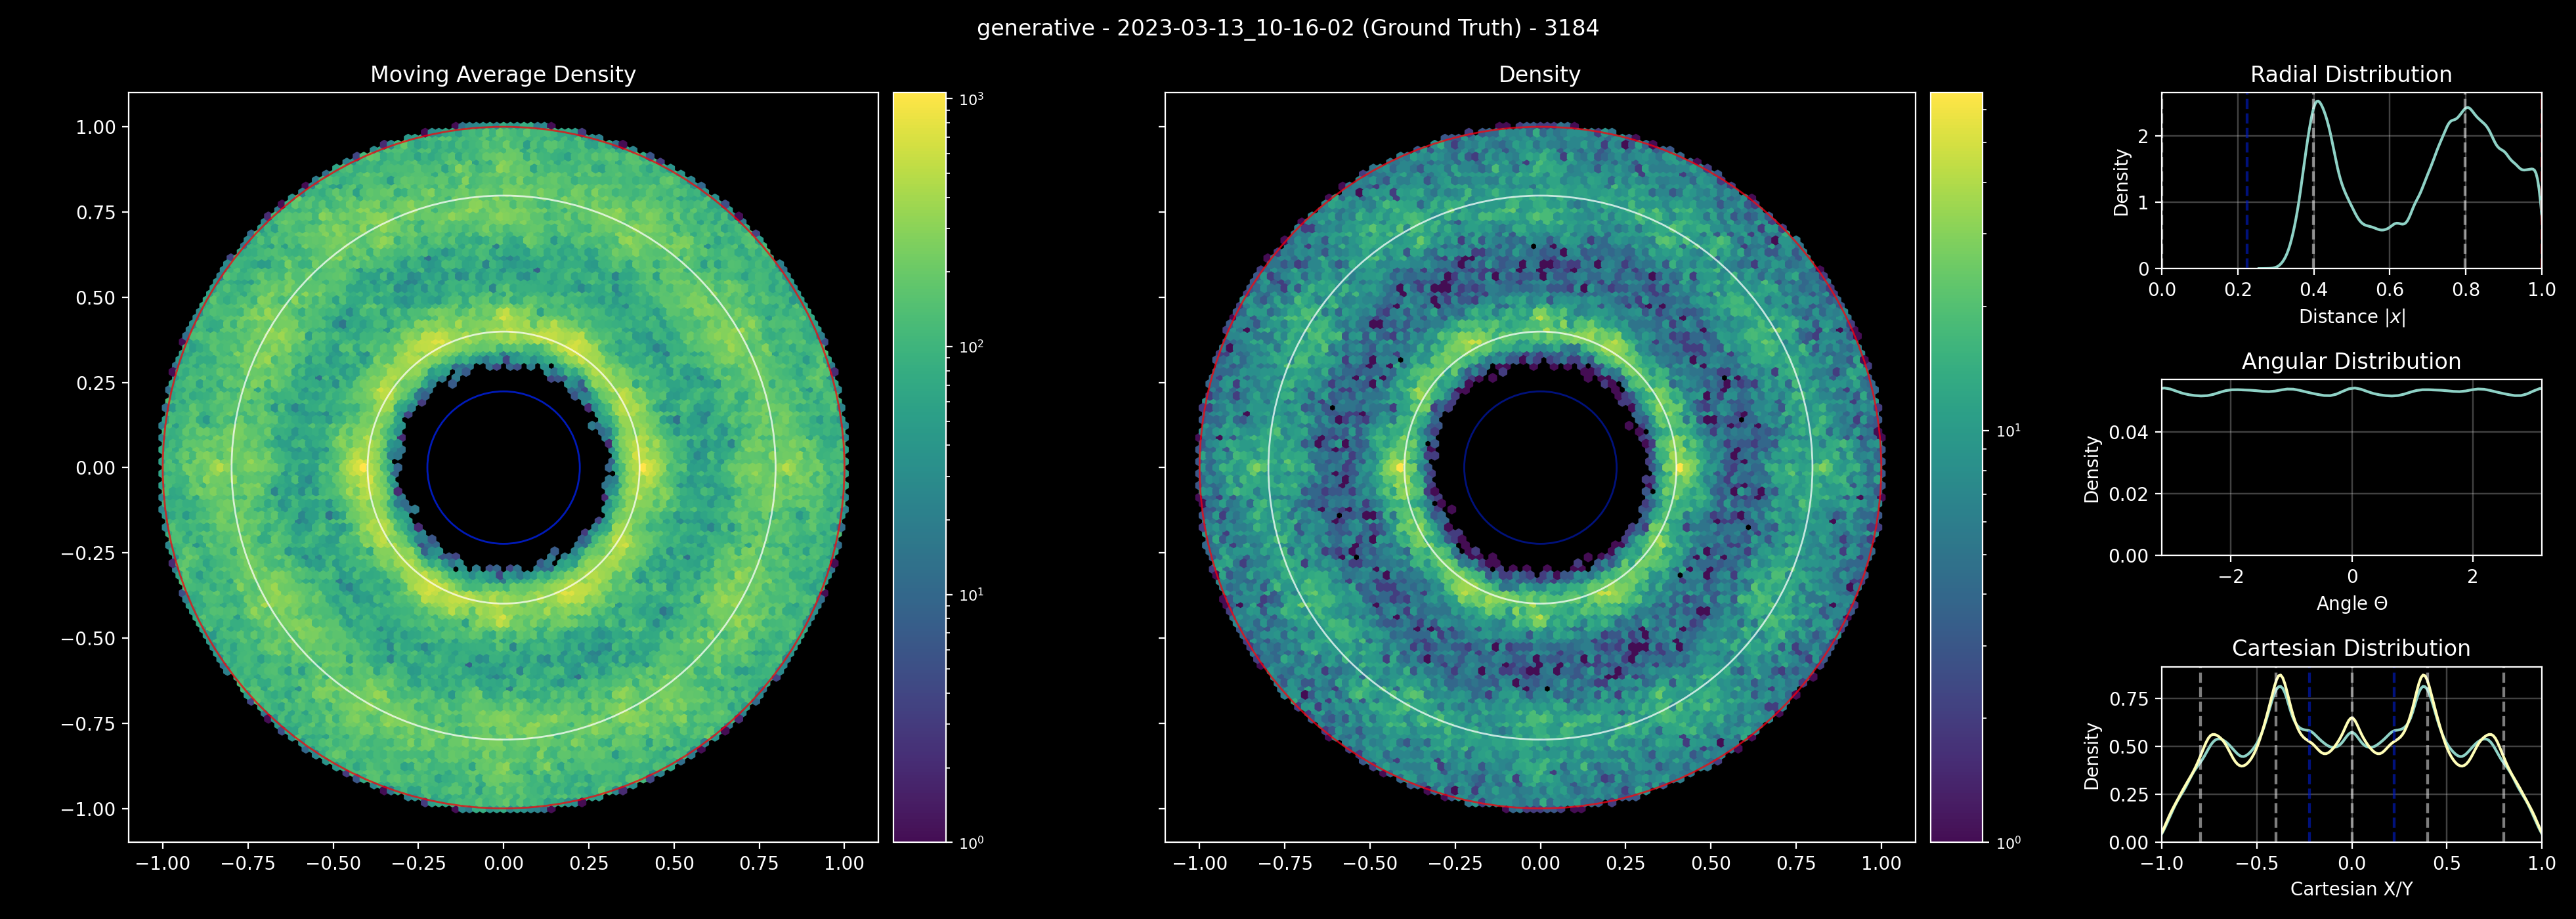 generative - 2023-03-13_10-16-02 (Ground Truth) - 3184
Moving Average Density
1.00
0.75
0.50
0.25
0.00
−0.25
−0.50
−0.75
−1.00
−1.00 −0.75 −0.50 −0.25 0.00 0.25 0.50 0.75 1.00
10³
10²
10¹
10⁰
Density
−1.00 −0.75 −0.50 −0.25 0.00 0.25 0.50 0.75 1.00
10¹
10⁰
Radial Distribution
Density
2
1
0
0.0 0.2 0.4 0.6 0.8 1.0
Distance |x|
Angular Distribution
Density
0.04
0.02
0.00
−2 0 2
Angle Θ
Cartesian Distribution
Density
0.75
0.50
0.25
0.00
−1.0 −0.5 0.0 0.5 1.0
Cartesian X/Y